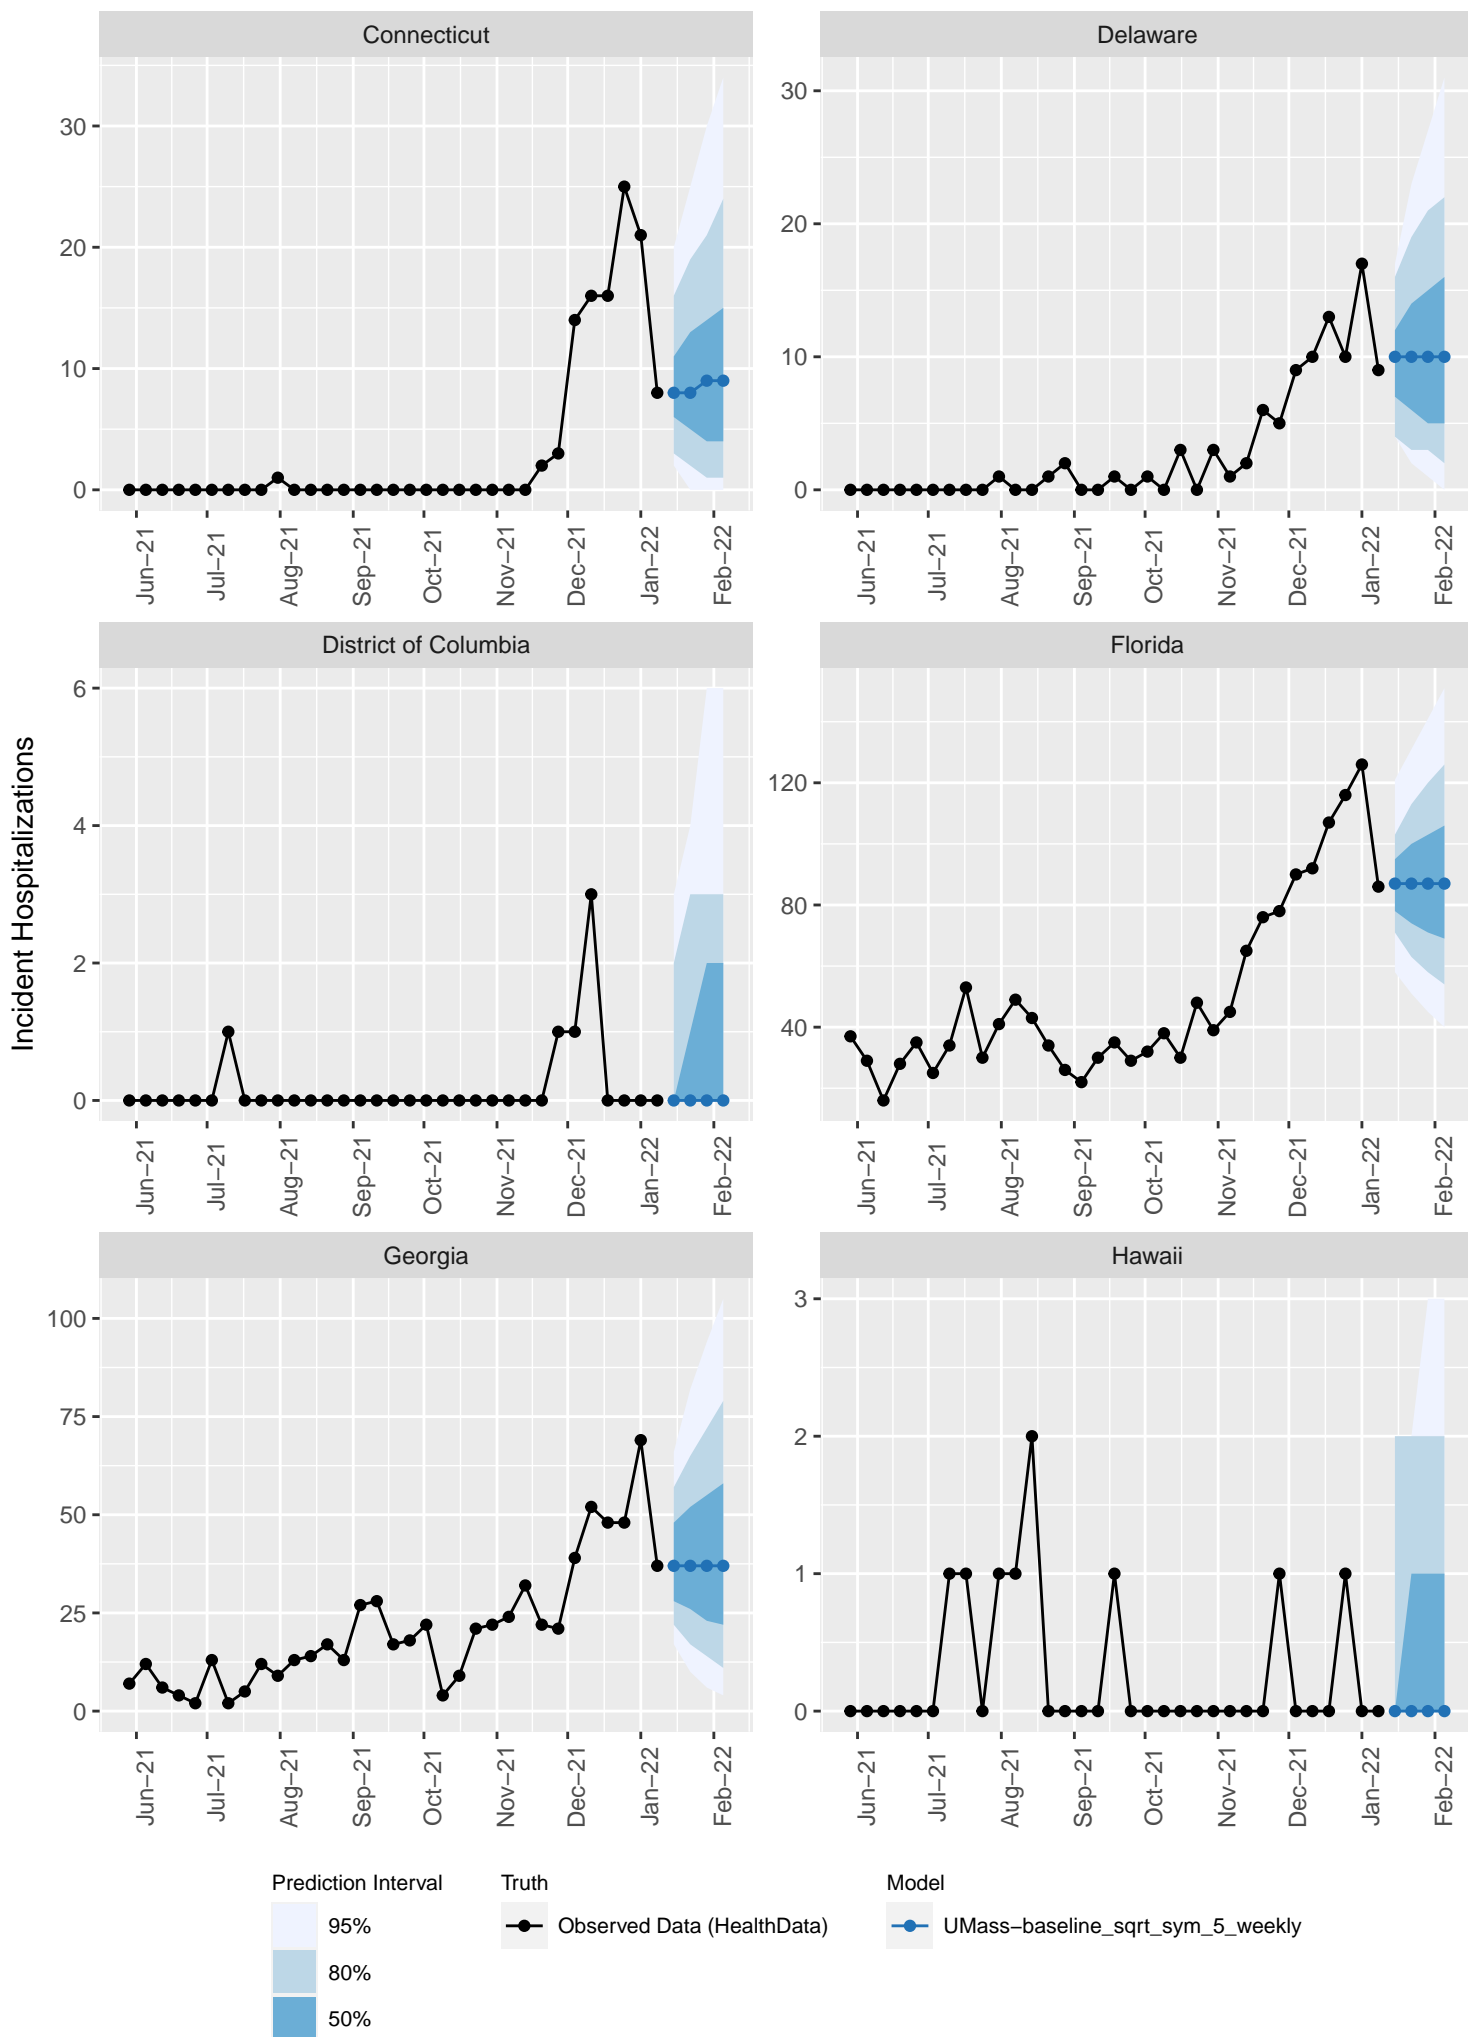 Connecticut
Delaware
30
20
10
0
Jun−21
Jul−21
Aug−21
Sep−21
Oct−21
Nov−21
Dec−21
Jan−22
Feb−22
30
20
10
0
Jun−21
Jul−21
Aug−21
Sep−21
Oct−21
Nov−21
Dec−21
Jan−22
Feb−22
District of Columbia
Florida
Incident Hospitalizations
6
4
2
0
Jun−21
Jul−21
Aug−21
Sep−21
Oct−21
Nov−21
Dec−21
Jan−22
Feb−22
120
80
40
Jun−21
Jul−21
Aug−21
Sep−21
Oct−21
Nov−21
Dec−21
Jan−22
Feb−22
Georgia
Hawaii
100
75
50
25
0
Jun−21
Jul−21
Aug−21
Sep−21
Oct−21
Nov−21
Dec−21
Jan−22
Feb−22
3
2
1
0
Jun−21
Jul−21
Aug−21
Sep−21
Oct−21
Nov−21
Dec−21
Jan−22
Feb−22
Prediction Interval
95%
80%
50%
Truth
Observed Data (HealthData)
Model
UMass−baseline_sqrt_sym_5_weekly